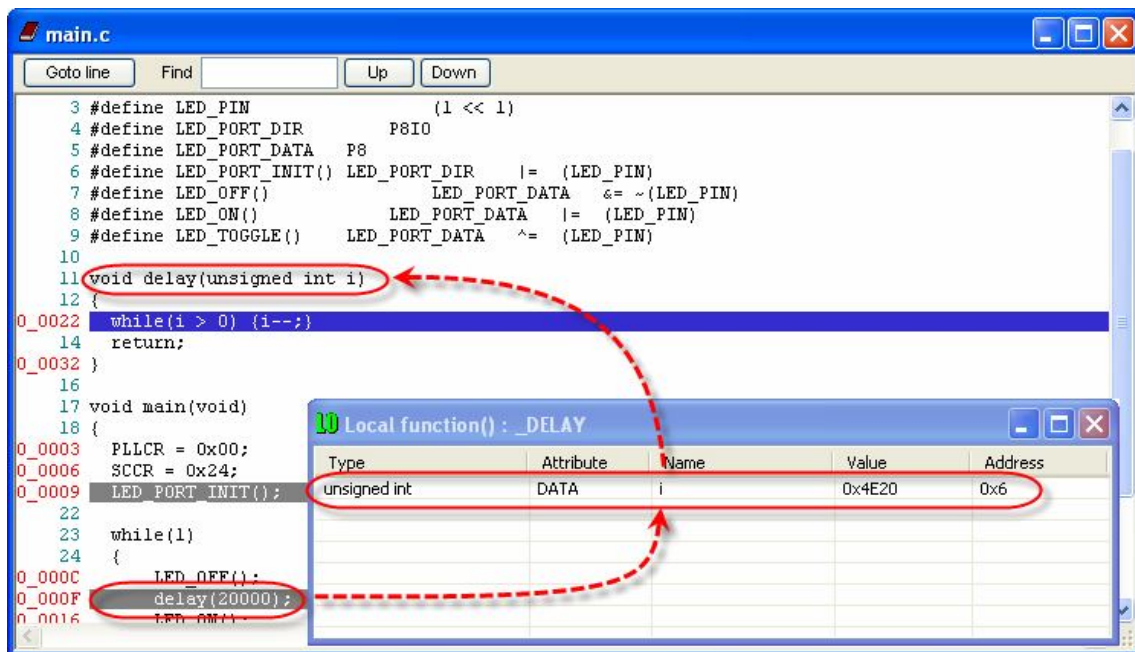 main.c
Goto line Find Up Down
3 #define LED_PIN (1 << 1)
4 #define LED_PORT_DIR P8IO
5 #define LED_PORT_DATA P8
6 #define LED_PORT_INIT() LED_PORT_DIR |= (LED_PIN)
7 #define LED_OFF() LED_PORT_DATA &= ~(LED_PIN)
8 #define LED_ON() LED_PORT_DATA |= (LED_PIN)
9 #define LED_TOGGLE() LED_PORT_DATA ^= (LED_PIN)
10
11 void delay(unsigned int i)
12 {
0_0022 while(i > 0) {i--;}
14 return;
0_0032 }
16
17 void main(void)
18 {
0_0003 PLLCR = 0x00;
0_0006 SCCR = 0x24;
0_0009 LED_PORT_INIT();
22
23 while(1)
24 {
0_000C LED_OFF();
0_000F delay(20000);
0_0016 LED_ON();
Local function() : _DELAY
Type Attribute Name Value Address
unsigned int DATA i 0x4E20 0x6